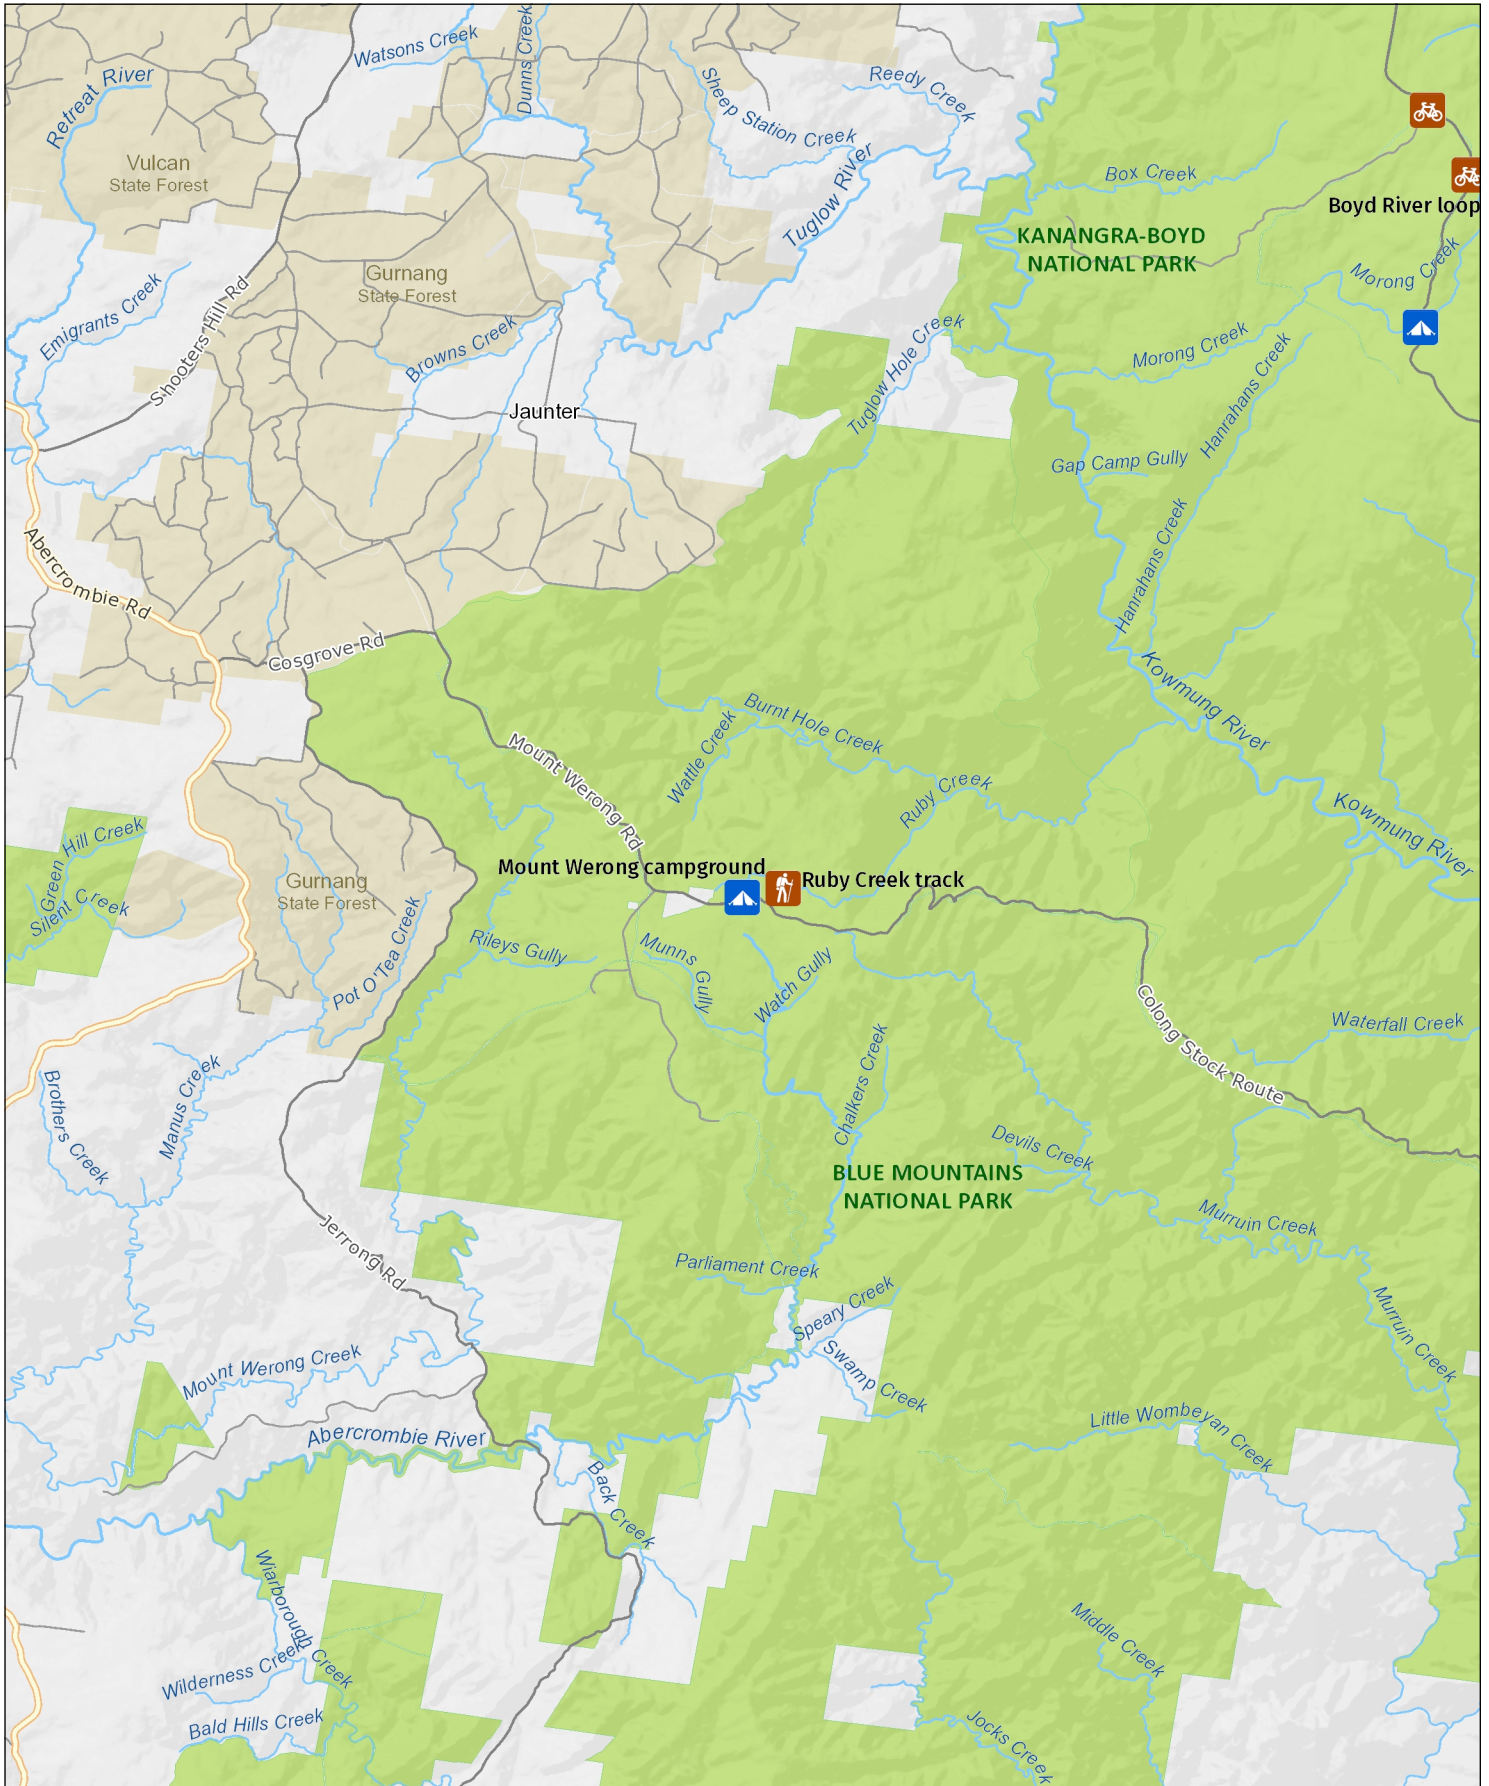 Watsons Creek
Dunns Creek
Retreat River
Sheep Station Creek
Reedy Creek
Vulcan
State Forest
Tuglow River
Box Creek
Boyd River loop
KANANGRA-BOYD
NATIONAL PARK
Morong Creek
Gurnang
State Forest
Emigrants Creek
Shooters Hill Rd
Browns Creek
Tuglow Hole Creek
Morong Creek
Hanrahans Creek
Jaunter
Gap Camp Gully
Hanrahans Creek
Abercrombie Rd
Cosgrove Rd
Kowmung River
Burnt Hole Creek
Wattle Creek
Mount Werong Rd
Ruby Creek
Kowmung River
Green Hill Creek
Silent Creek
Mount Werong campground
Ruby Creek track
Gurnang
State Forest
Pot O'Tea Creek
Rileys Gully
Munns Gully
Watch Gully
Colong Stock Route
Waterfall Creek
Brothers Creek
Manus Creek
Chalkers Creek
Devils Creek
BLUE MOUNTAINS
NATIONAL PARK
Murruin Creek
Jerrong Rd
Parliament Creek
Speary Creek
Swamp Creek
Murruin Creek
Mount Werong Creek
Abercrombie River
Little Wombeyan Creek
Back Creek
Wiarborough Creek
Wilderness Creek
Bald Hills Creek
Middle Creek
Jocks Creek